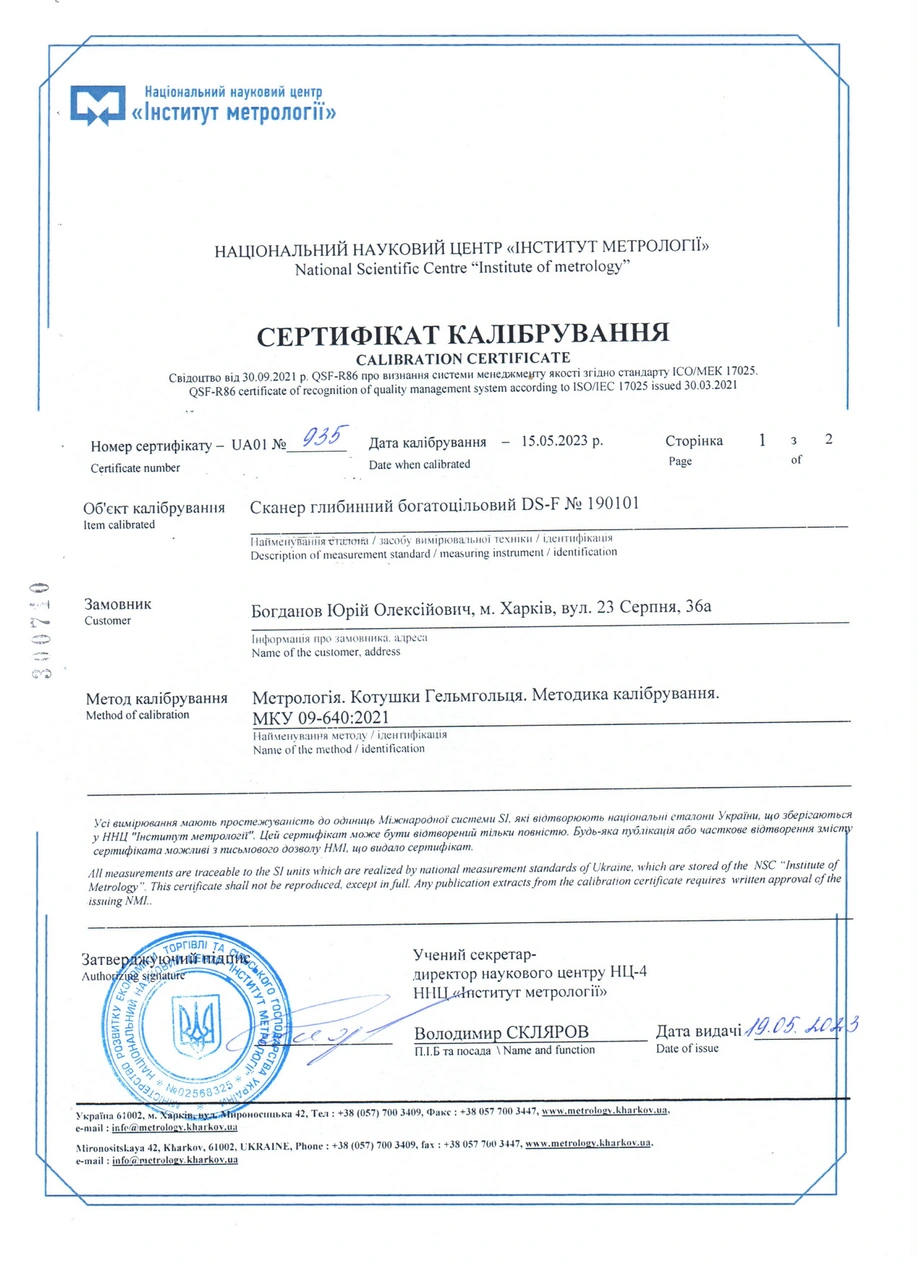 Національний науковий центр
«Інститут метрології»
НАЦІОНАЛЬНИЙ НАУКОВИЙ ЦЕНТР «ІНСТИТУТ МЕТРОЛОГІЇ»
National Scientific Centre “Institute of metrology”
СЕРТИФІКАТ КАЛІБРУВАННЯ
CALIBRATION CERTIFICATE
Свідоцтво від 30.09.2021 р. QSF-R86 про визнання системи менеджменту якості згідно стандарту ІСО/МЕК 17025.
QSF-R86 certificate of recognition of quality management system according to ISO/IEC 17025 issued 30.03.2021
Номер сертифікату – UA01 № 935 Дата калібрування – 15.05.2023 р. Сторінка 1 з 2
Certificate number Date when calibrated Page of
Об'єкт калібрування Сканер глибинний богатоцільовий DS-F № 190101
Item calibrated
Найменування еталона / засобу вимірювальної техніки / ідентифікація
Description of measurement standard / measuring instrument / identification
300710
Замовник Богданов Юрій Олексійович, м. Харків, вул. 23 Серпня, 36а
Customer
Інформація про замовника, адреса
Name of the customer, address
Метод калібрування Метрологія. Котушки Гельмгольця. Методика калібрування.
Method of calibration МКУ 09-640:2021
Найменування методу / ідентифікація
Name of the method / identification
Усі вимірювання мають простежуваність до одиниць Міжнародної системи SI, які відтворюють національні еталони України, що зберігаються
у ННЦ "Інститут метрології". Цей сертифікат може бути відтворений тільки повністю. Будь-яка публікація або часткове відтворення змісту
сертифіката можливі з письмового дозволу НМІ, що видало сертифікат.
All measurements are traceable to the SI units which are realized by national measurement standards of Ukraine, which are stored of the NSC “Institute of
Metrology”. This certificate shall not be reproduced, except in full. Any publication extracts from the calibration certificate requires written approval of the
issuing NMI..
Затверджуючий підпис
Authorizing signature
Учений секретар-
директор наукового центру НЦ-4
ННЦ «Інститут метрології»
Володимир СКЛЯРОВ Дата видачі 19.05.2023
П.І.Б та посада \ Name and function Date of issue
№02568325
Україна 61002, м. Харків, вул. Мироносицька 42, Тел : +38 (057) 700 3409, Факс : +38 057 700 3447, www.metrology.kharkov.ua,
e-mail : info@metrology.kharkov.ua
Mironositskaya 42, Kharkov, 61002, UKRAINE, Phone : +38 (057) 700 3409, fax : +38 057 700 3447, www.metrology.kharkov.ua,
e-mail : info@metrology.kharkov.ua